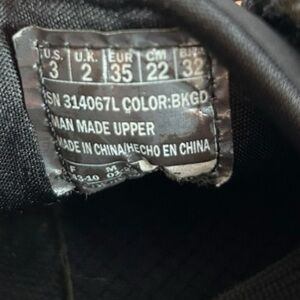 U.S. U.K. EUR CM
3 2 35 22 32
SN 314067L COLOR:BKGD
MAN MADE UPPER
MADE IN CHINA/HECHO EN CHINA
F M